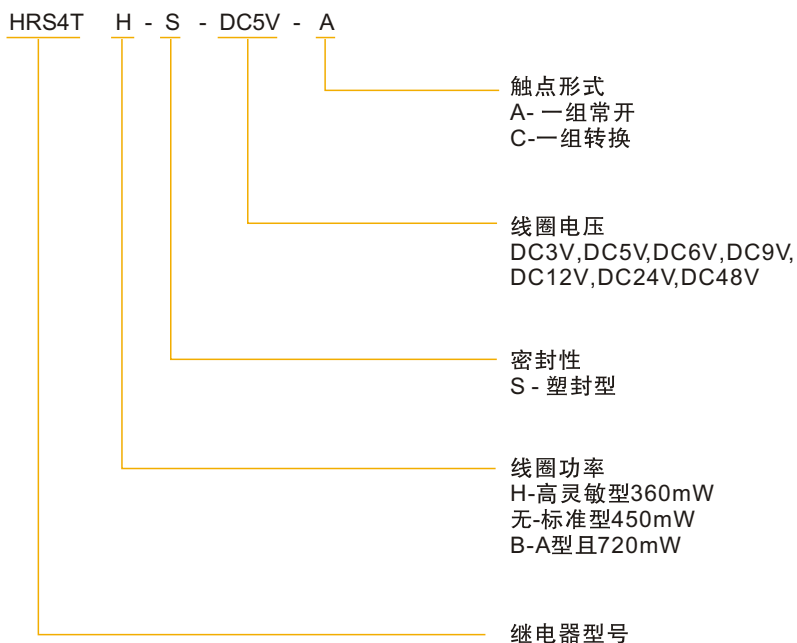 HRS4T H - S - DC5V - A
触点形式
A- 一组常开
C-一组转换
线圈电压
DC3V,DC5V,DC6V,DC9V,
DC12V,DC24V,DC48V
密封性
S - 塑封型
线圈功率
H-高灵敏型360mW
无-标准型450mW
B-A型且720mW
继电器型号